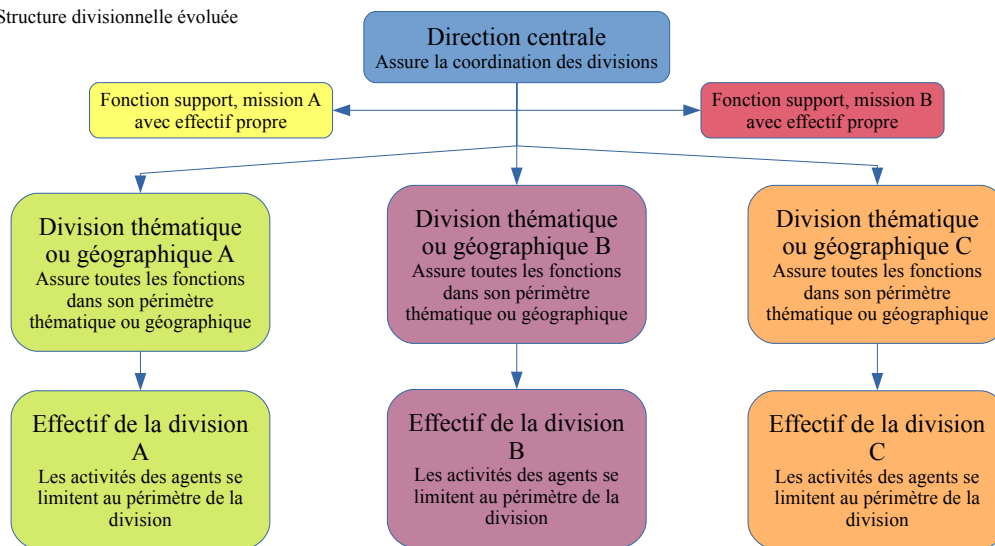 Structure divisionnelle évoluée
Direction centrale
Assure la coordination des divisions
Fonction support, mission A
avec effectif propre
Fonction support, mission B
avec effectif propre
Division thématique
ou géographique A
Assure toutes les fonctions
dans son périmètre
thématique ou géographique
Division thématique
ou géographique B
Assure toutes les fonctions
dans son périmètre
thématique ou géographique
Division thématique
ou géographique C
Assure toutes les fonctions
dans son périmètre
thématique ou géographique
Effectif de la division
A
Les activités des agents se
limitent au périmètre de la
division
Effectif de la division
B
Les activités des agents se
limitent au périmètre de la
division
Effectif de la division
C
Les activités des agents se
limitent au périmètre de la
division